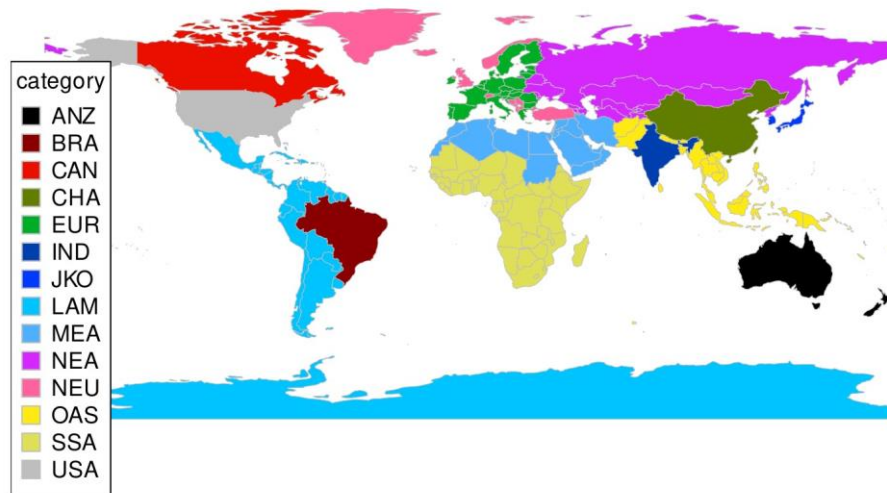 category
ANZ
BRA
CAN
CHA
EUR
IND
JKO
LAM
MEA
NEA
NEU
OAS
SSA
USA